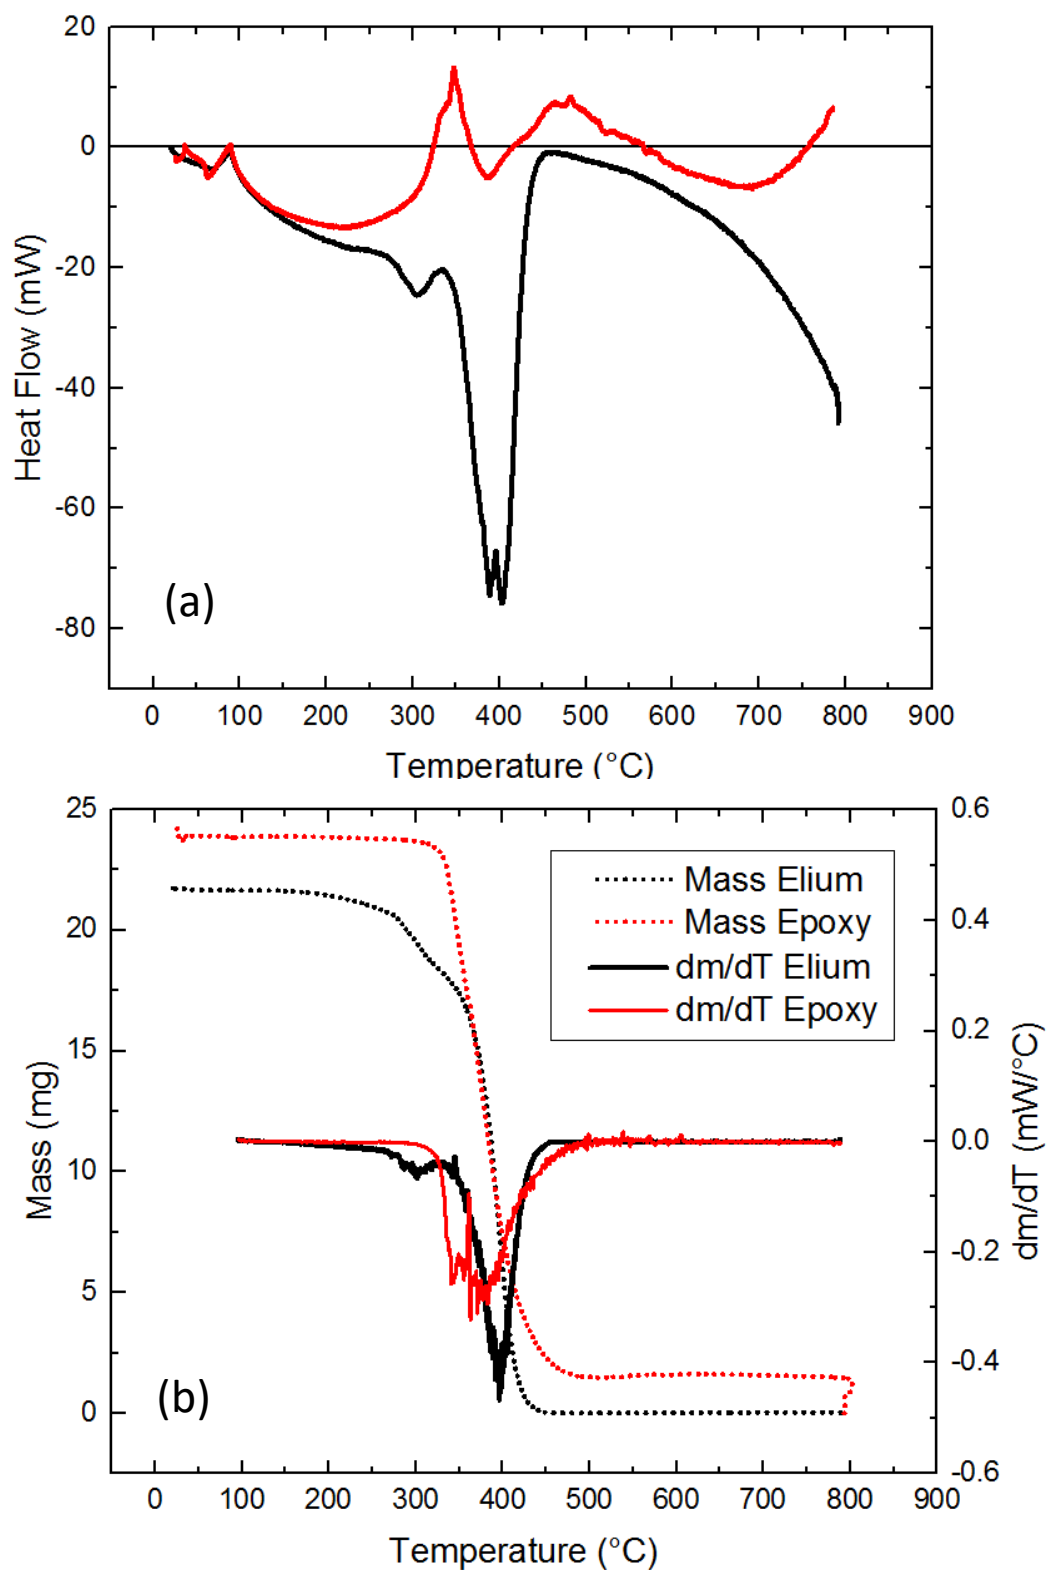 20
0
-20
-40
-60
-80
Heat Flow (mW)
(a)
0 100 200 300 400 500 600 700 800 900
Temperature (°C)
25
20
15
10
5
0
Mass (mg)
0.6
0.4
0.2
0.0
-0.2
-0.4
-0.6
dm/dT (mW/°C)
Mass Elium
Mass Epoxy
dm/dT Elium
dm/dT Epoxy
(b)
0 100 200 300 400 500 600 700 800 900
Temperature (°C)